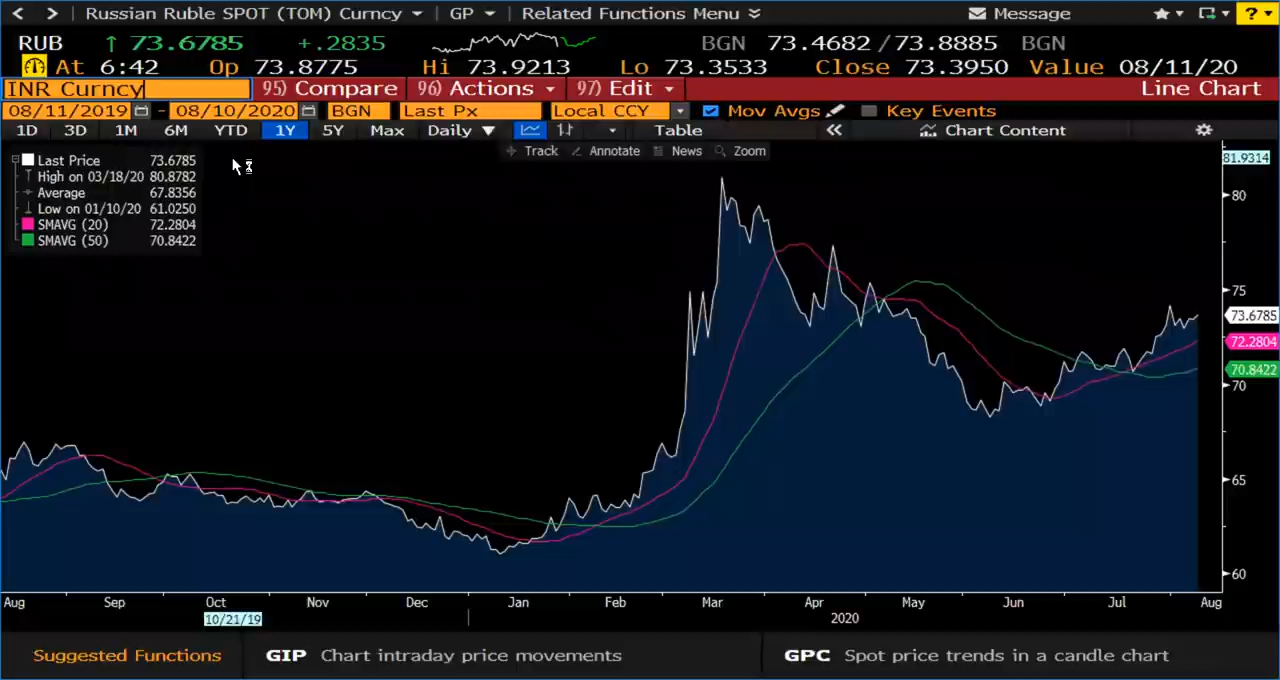 < > Russian Ruble SPOT (TOM) Curncy GP Related Functions Menu Message ?
RUB ↑ 73.6785 +.2835 BGN 73.4682 / 73.8885 BGN
At 6:42 Op 73.8775 Hi 73.9213 Lo 73.3533 Close 73.3950 Value 08/11/20
INR Curncy 95) Compare 96) Actions 97) Edit Line Chart
08/11/2019 - 08/10/2020 BGN Last Px Local CCY Mov Avgs Key Events
1D 3D 1M 6M YTD 1Y 5Y Max Daily ▼ Table « Chart Content
Track Annotate News Zoom
Last Price 73.6785
High on 03/18/20 80.8782
Average 67.8356
Low on 01/10/20 61.0250
SMAVG (20) 72.2804
SMAVG (50) 70.8422
81.9314
80
75
73.6785
72.2804
70.8422
70
65
60
Aug Sep Oct Nov Dec Jan Feb Mar Apr May Jun Jul Aug
10/21/19 2020
Suggested Functions GIP Chart intraday price movements GPC Spot price trends in a candle chart